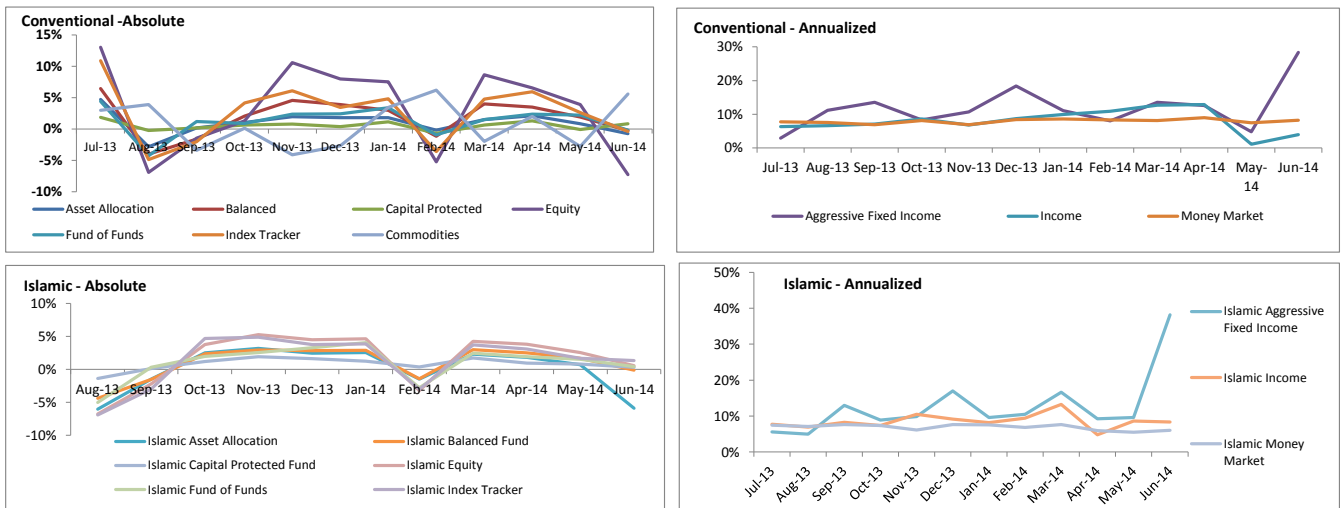 Conventional -Absolute
15%
10%
5%
0%
-5%
-10%
Jul-13 Aug-13 Sep-13 Oct-13 Nov-13 Dec-13 Jan-14 Feb-14 Mar-14 Apr-14 May-14 Jun-14
Asset Allocation Balanced Capital Protected Equity
Fund of Funds Index Tracker Commodities
Conventional - Annualized
30%
20%
10%
0%
Jul-13 Aug-13 Sep-13 Oct-13 Nov-13 Dec-13 Jan-14 Feb-14 Mar-14 Apr-14 May-14 Jun-14
Aggressive Fixed Income Income Money Market
Islamic - Absolute
10%
5%
0%
-5%
-10%
Aug-13 Sep-13 Oct-13 Nov-13 Dec-13 Jan-14 Feb-14 Mar-14 Apr-14 May-14 Jun-14
Islamic Asset Allocation Islamic Balanced Fund
Islamic Capital Protected Fund Islamic Equity
Islamic Fund of Funds Islamic Index Tracker
Islamic - Annualized
50%
40%
30%
20%
10%
0%
Jul-13 Aug-13 Sep-13 Oct-13 Nov-13 Dec-13 Jan-14 Feb-14 Mar-14 Apr-14 May-14 Jun-14
Islamic Aggressive
Fixed Income
Islamic Income
Islamic Money
Market